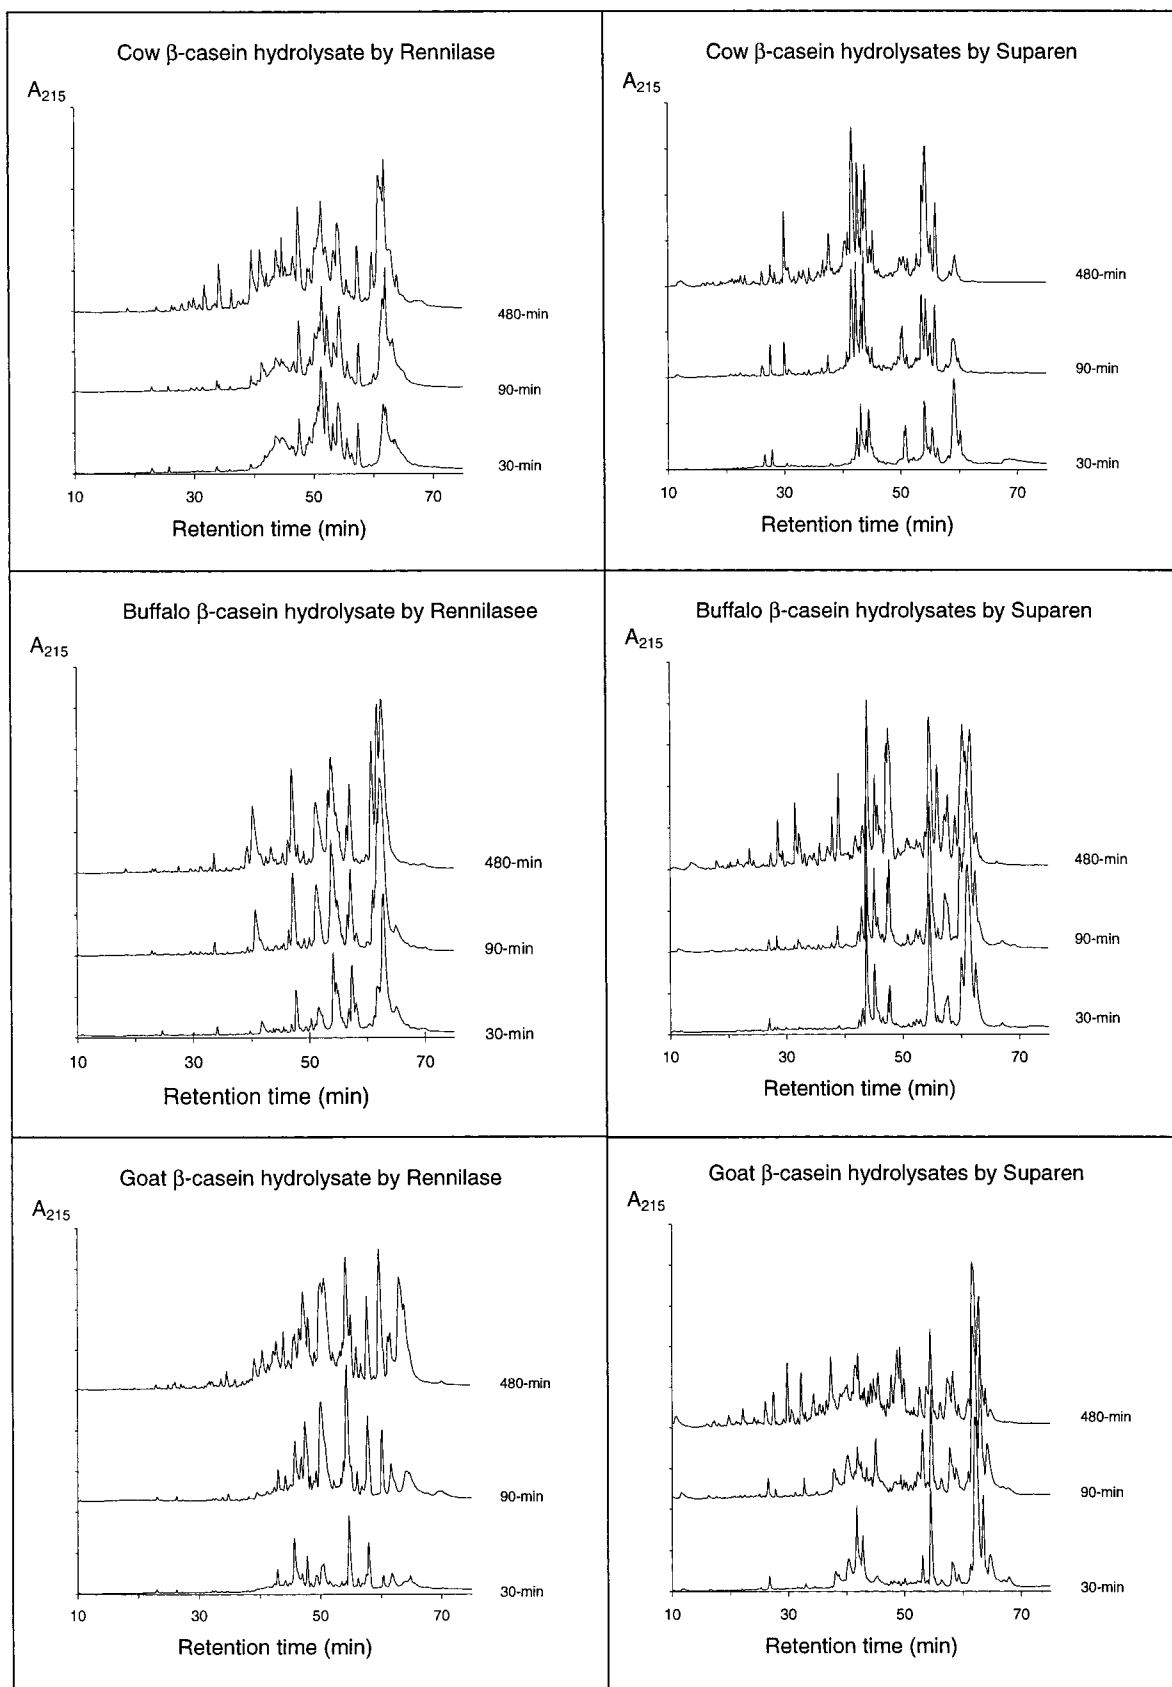 Cow β-casein hydrolysate by Rennilase
A215
480-min
90-min
30-min
10 30 50 70
Retention time (min)
Cow β-casein hydrolysates by Suparen
A215
480-min
90-min
30-min
10 30 50 70
Retention time (min)
Buffalo β-casein hydrolysate by Rennilasee
A215
480-min
90-min
30-min
10 30 50 70
Retention time (min)
Buffalo β-casein hydrolysates by Suparen
A215
480-min
90-min
30-min
10 30 50 70
Retention time (min)
Goat β-casein hydrolysate by Rennilase
A215
480-min
90-min
30-min
10 30 50 70
Retention time (min)
Goat β-casein hydrolysates by Suparen
A215
480-min
90-min
30-min
10 30 50 70
Retention time (min)